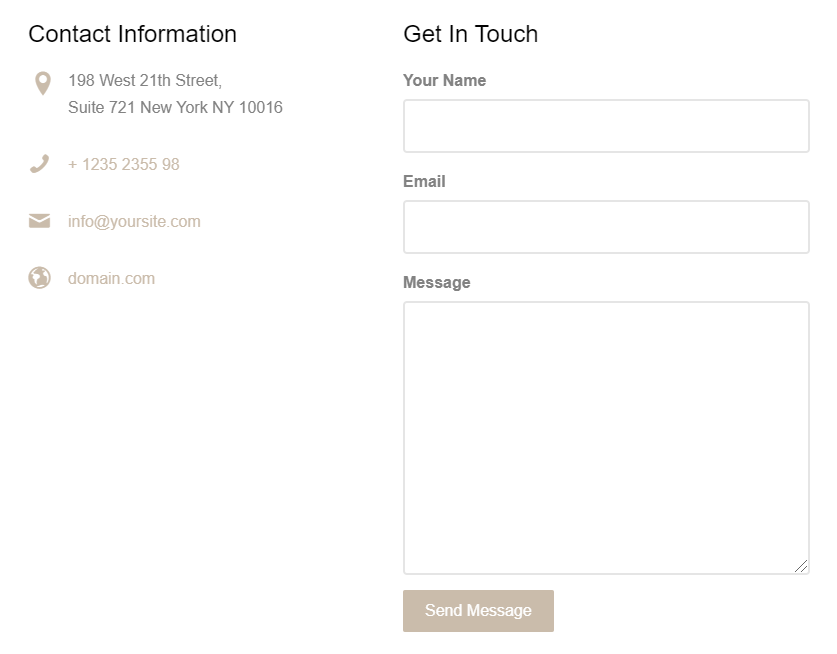 Contact Information
198 West 21th Street,
Suite 721 New York NY 10016
+ 1235 2355 98
info@yoursite.com
domain.com
Get In Touch
Your Name
Email
Message
Send Message